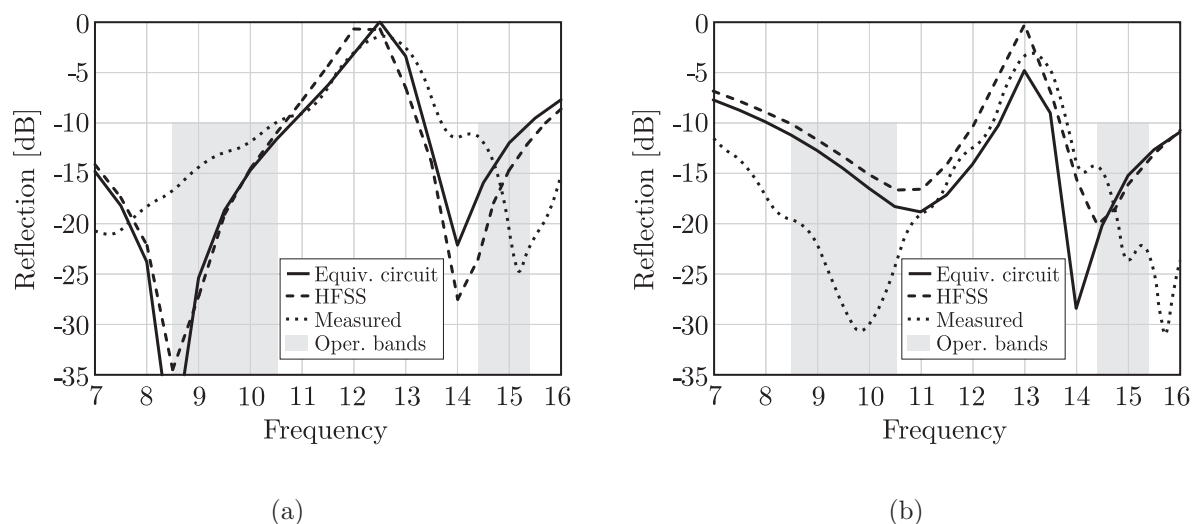 0
-5
-10
-15
-20
-25
-30
-35
Reflection [dB]
7 8 9 10 11 12 13 14 15 16
Frequency
Equiv. circuit
HFSS
Measured
Oper. bands
(a)
0
-5
-10
-15
-20
-25
-30
-35
Reflection [dB]
7 8 9 10 11 12 13 14 15 16
Frequency
Equiv. circuit
HFSS
Measured
Oper. bands
(b)